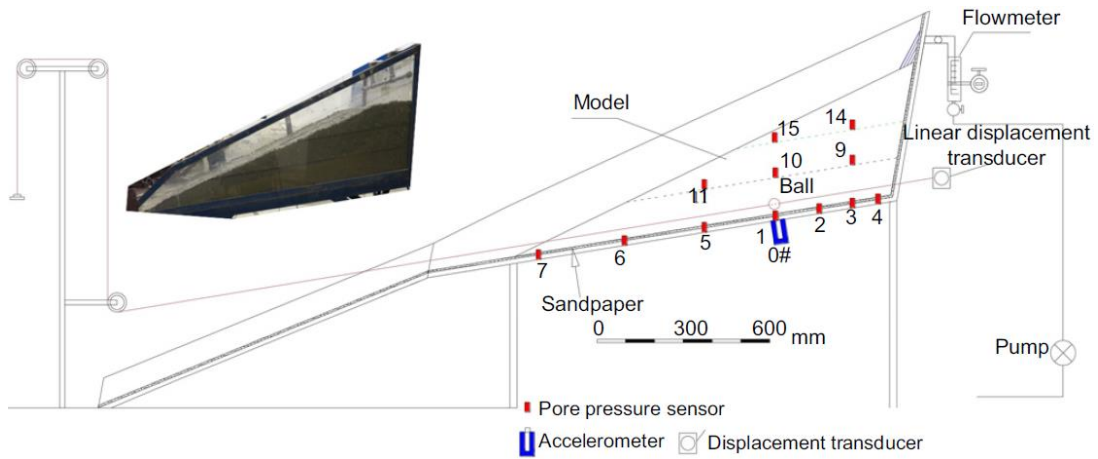 Flowmeter
Model
15
14
Linear displacement
transducer
10
9
11
Ball
1
2
3
4
5
6
7
0#
Sandpaper
0 300 600 mm
Pump
Pore pressure sensor
Accelerometer
Displacement transducer